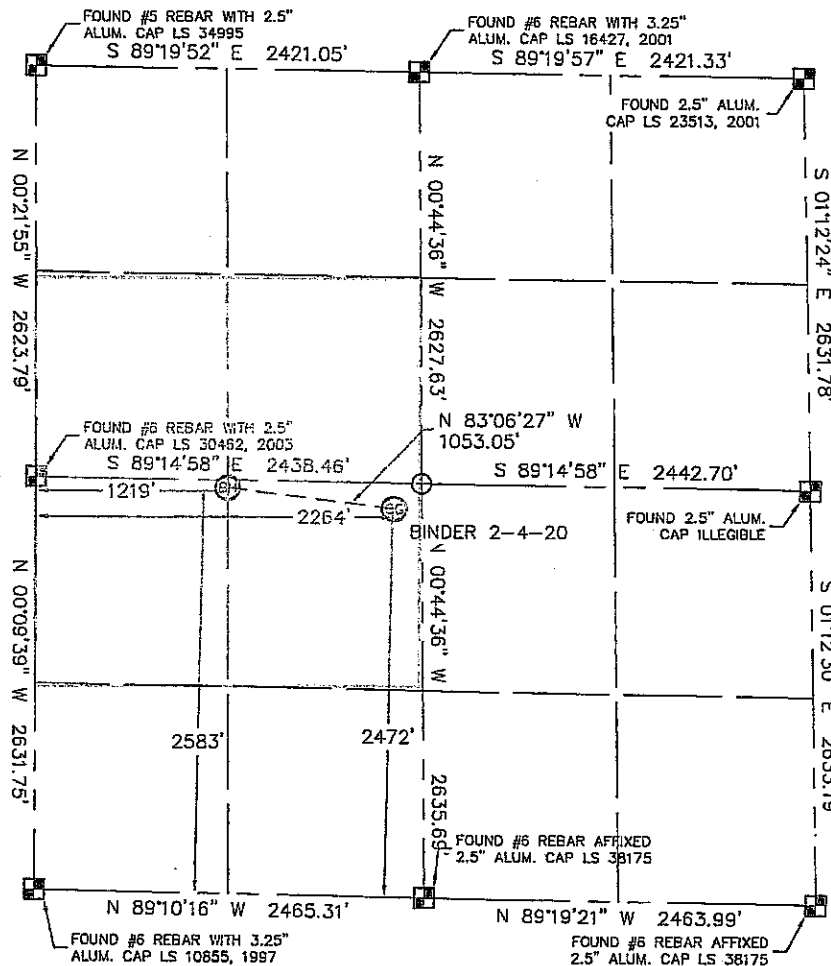 FOUND #5 REBAR WITH 2.5"
ALUM. CAP LS 34995
S 89°19'52" E 2421.05'
FOUND #6 REBAR WITH 3.25"
ALUM. CAP LS 16427, 2001
S 89°19'57" E 2421.33'
FOUND 2.5" ALUM.
CAP LS 23513, 2001
N 00°21'55" W 2623.79'
N 00°44'36" W 2627.63'
S 01°12'24" E 2631.78'
FOUND #6 REBAR WITH 2.5"
ALUM. CAP LS 30462, 2003
S 89°14'58" E 2438.46'
N 83°06'27" W
1053.05'
S 89°14'58" E 2442.70'
1219'
BH
2264'
BINDER 2-4-20
FOUND 2.5" ALUM.
CAP ILLEGIBLE
N 00°09'39" W 2631.75'
N 00°44'36" W
2635.69'
S 01°12'30" E
2583'
2472'
FOUND #6 REBAR AFFIXED
2.5" ALUM. CAP LS 38175
N 89°10'16" W 2465.31'
N 89°19'21" W 2463.99'
FOUND #6 REBAR WITH 3.25"
ALUM. CAP LS 10855, 1997
FOUND #6 REBAR AFFIXED
2.5" ALUM. CAP LS 38175